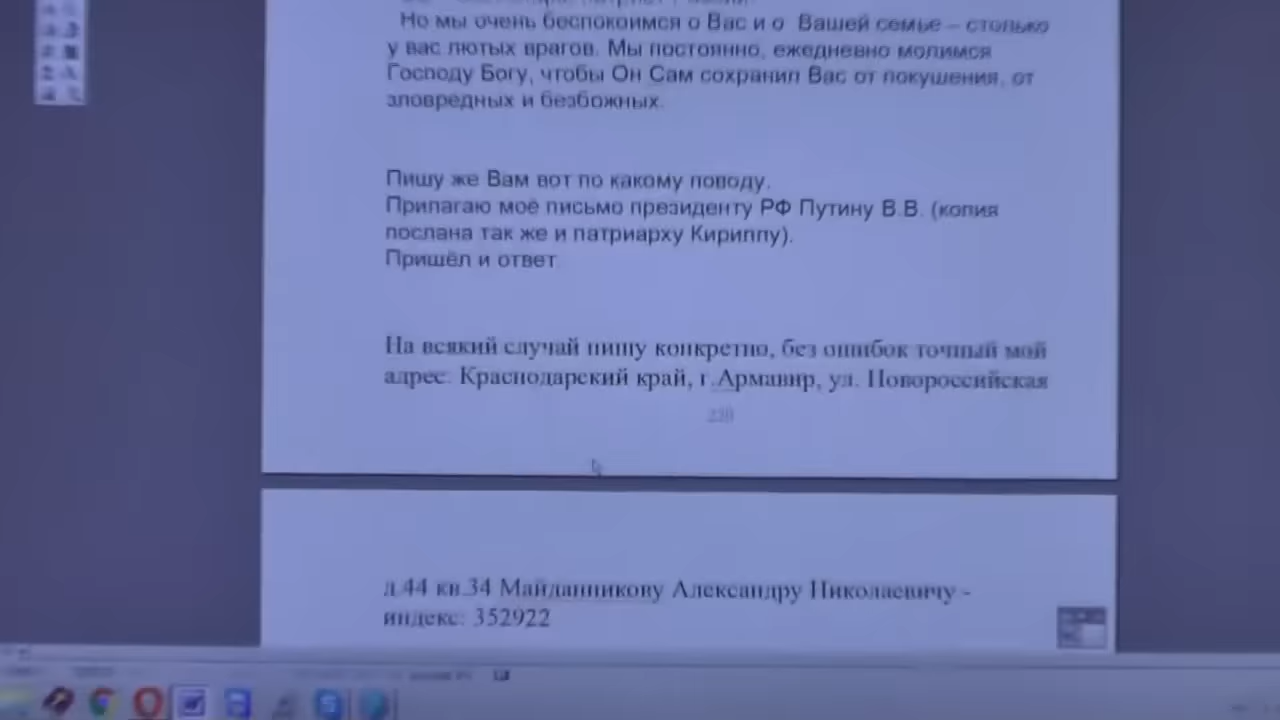 Но мы очень беспокоимся о Вас и о Вашей семье – столько
у вас лютых врагов. Мы постоянно, ежедневно молимся
Господу Богу, чтобы Он Сам сохранил Вас от покушения, от
зловредных и безбожных.
Пишу же Вам вот по какому поводу.
Прилагаю моё письмо президенту РФ Путину В.В. (копия
послана так же и патриарху Кириллу).
Пришёл и ответ.
На всякий случай пишу конкретно, без ошибок точный мой
адрес: Краснодарский край, г.Армавир, ул. Новороссийская
д.44 кв.34 Майданникову Александру Николаевичу -
индекс: 352922